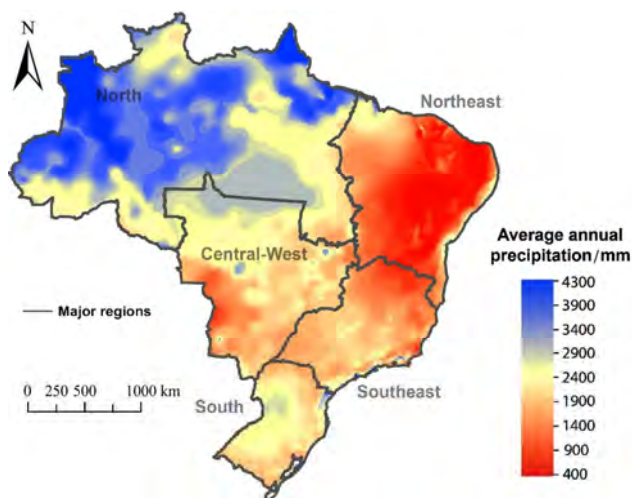 N
North
Northeast
Central-West
Average annual
precipitation/mm
4300
3900
3400
2900
2400
1900
1400
900
400
Major regions
0 250 500 1000 km
South
Southeast